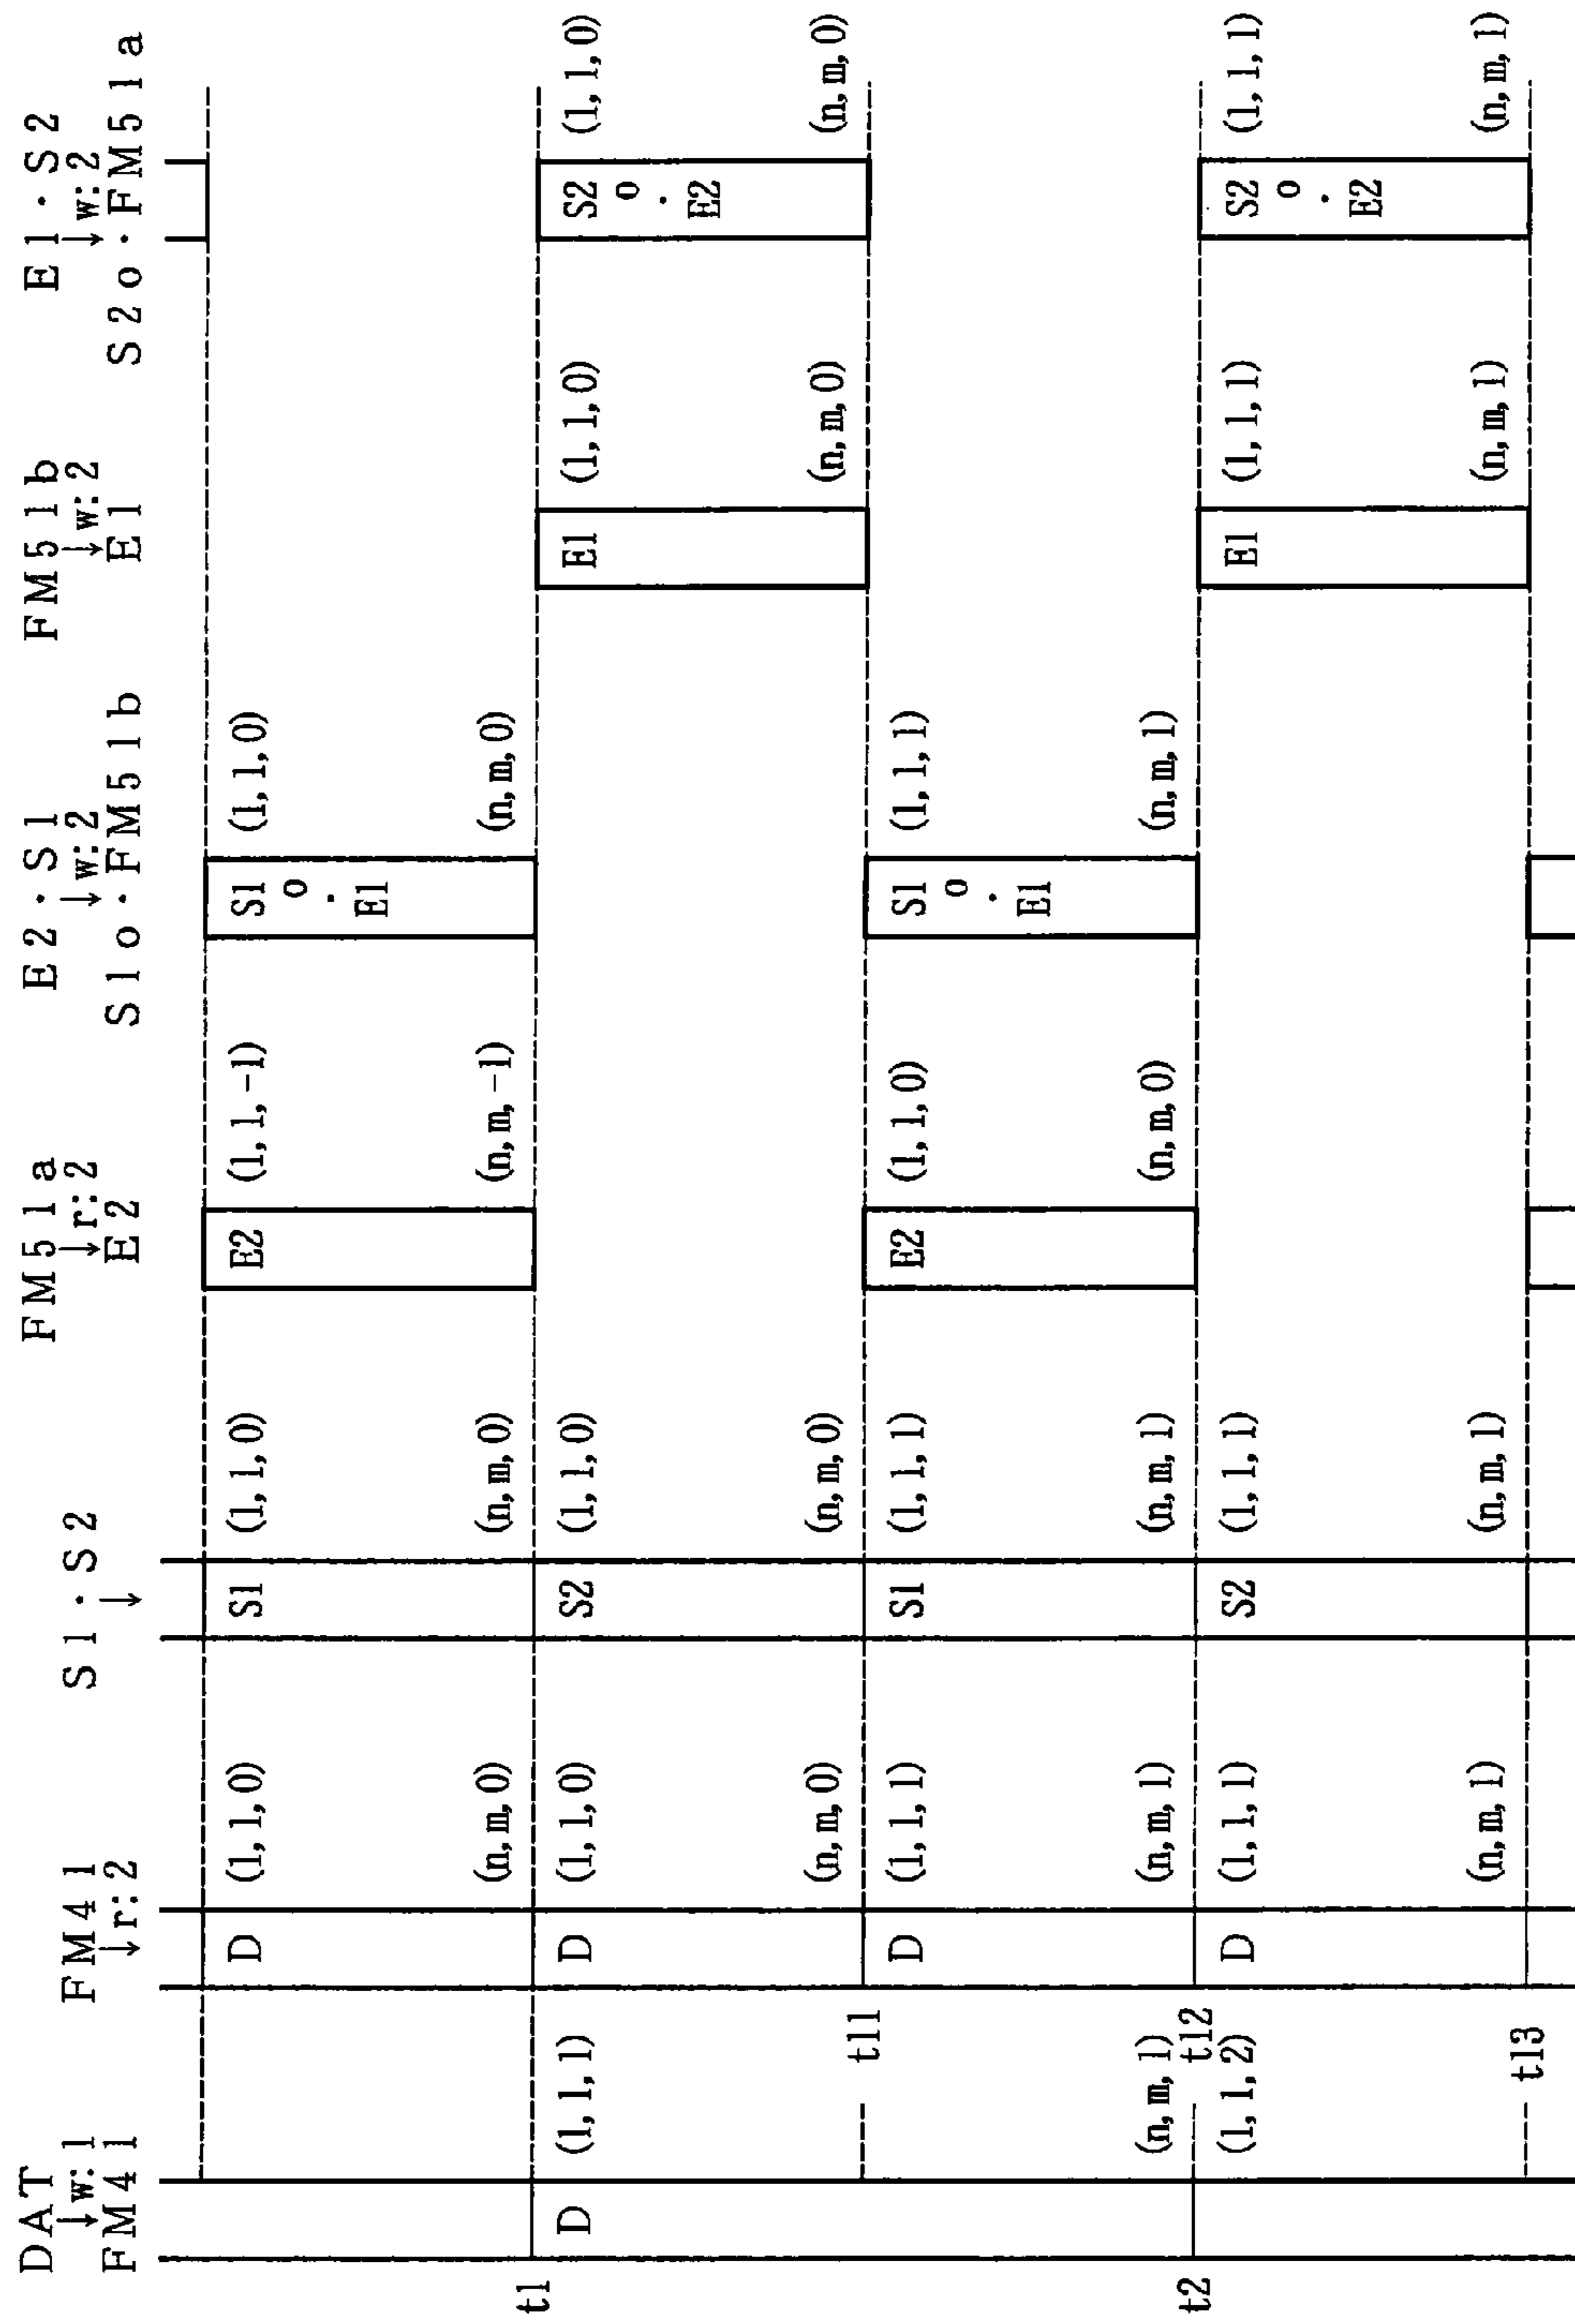 DAT FM51a E2·S1 FM51b E1·S2
↓w:1 FM41 S1·S2 ↓r:2 ↓w:2 ↓w:2 ↓w:2
FM41 ↓r:2 ↓ E2 S1o·FM51b E1 S2o·FM51a
D (1,1,0) S1 (1,1,0) E2 (1,1,-1) S1 (1,1,0)
o
·
E1
(n,m,0) (n,m,0) (n,m,-1) (n,m,0)
t1
D (1,1,1) D (1,1,0) S2 (1,1,0) E1 (1,1,0) S2 (1,1,0)
o
·
E2
(n,m,0) (n,m,0) (n,m,0) (n,m,0)
t11
D (1,1,1) S1 (1,1,1) E2 (1,1,0) S1 (1,1,1)
o
·
E1
(n,m,1) (n,m,1) (n,m,1) (n,m,0) (n,m,1)
t2 t12
(1,1,2) D (1,1,1) S2 (1,1,1) E1 (1,1,1) S2 (1,1,1)
o
·
E2
(n,m,1) (n,m,1) (n,m,1) (n,m,1)
t13